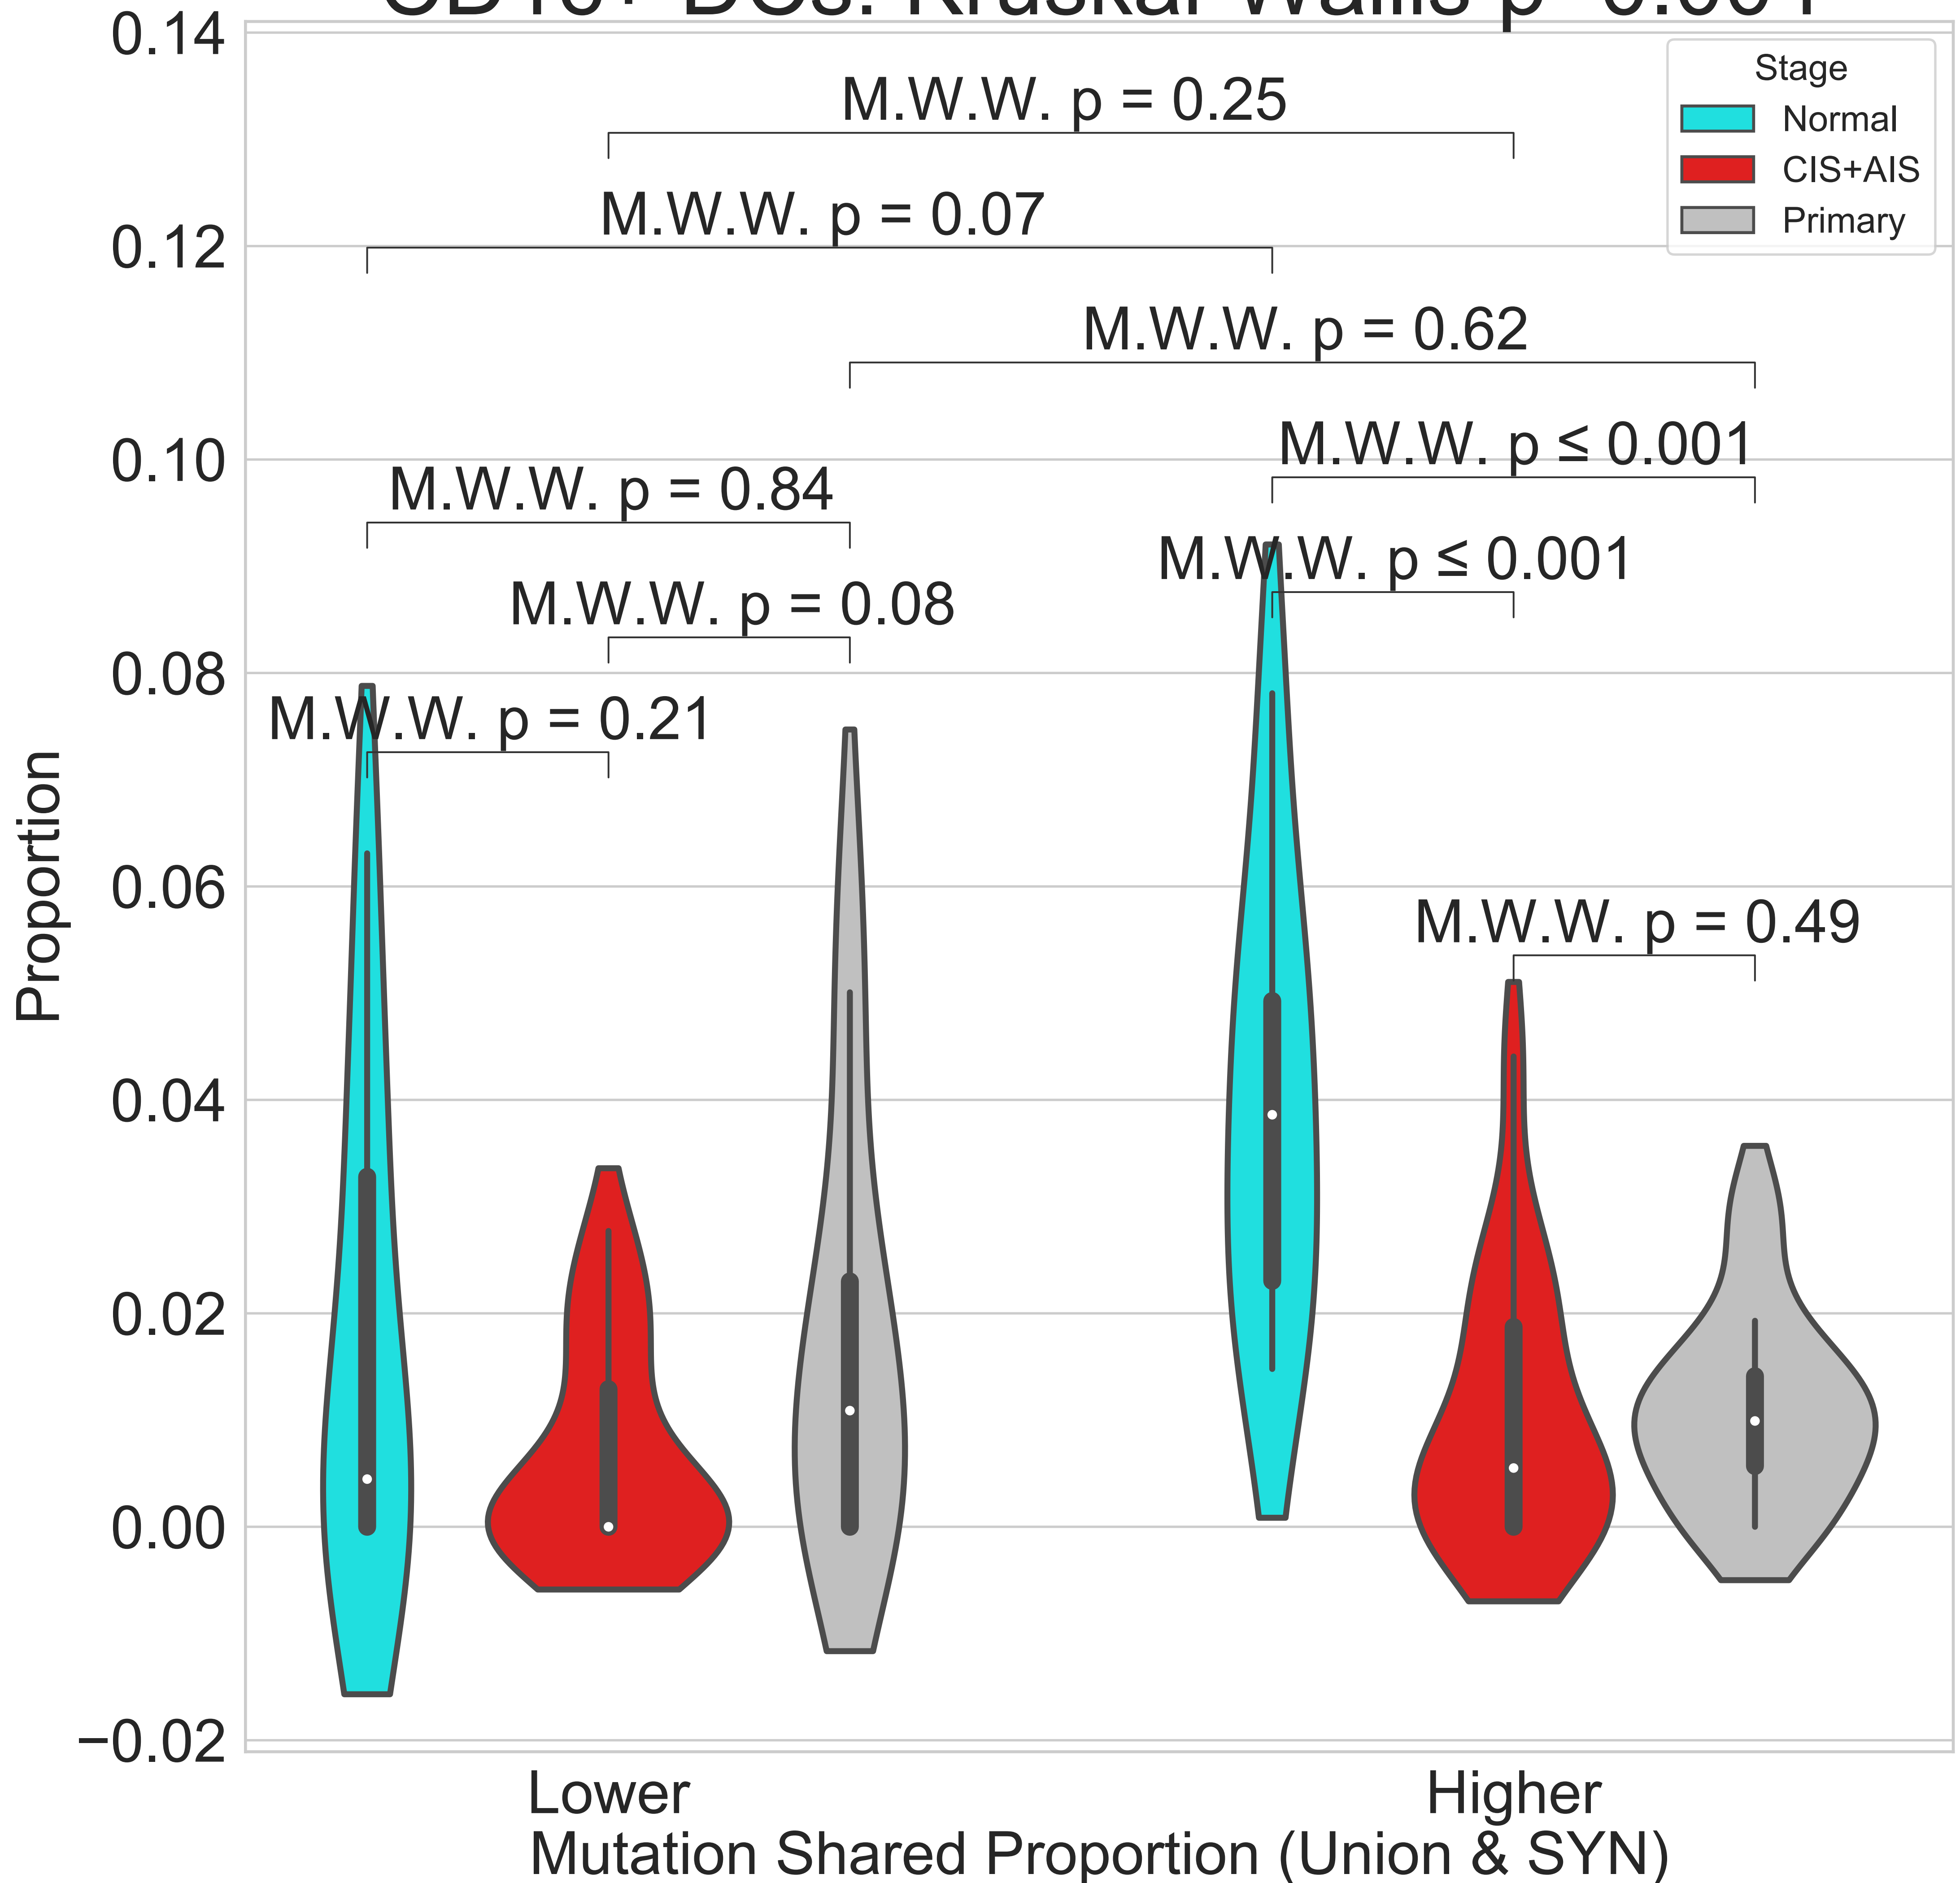 0.14
0.12
0.10
0.08
0.06
0.04
0.02
0.00
−0.02
Proportion
Stage
Normal
CIS+AIS
Primary
M.W.W. p = 0.25
M.W.W. p = 0.07
M.W.W. p = 0.62
M.W.W. p ≤ 0.001
M.W.W. p = 0.84
M.W.W. p ≤ 0.001
M.W.W. p = 0.08
M.W.W. p = 0.21
M.W.W. p = 0.49
Lower
Higher
Mutation Shared Proportion (Union & SYN)